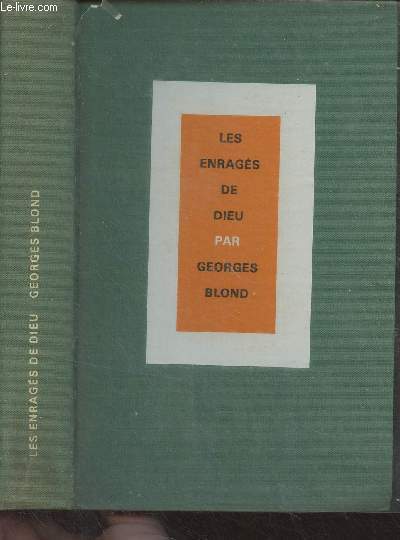 Le-livre.com
LES
ENRAGÉS
DE
DIEU
PAR
GEORGES
BLOND
LES ENRAGÉS DE DIEU GEORGES BLOND